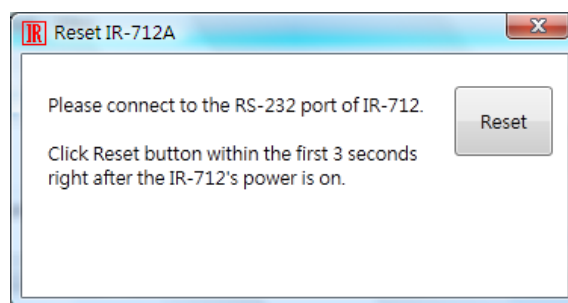 IR Reset IR-712A
Please connect to the RS-232 port of IR-712.
Reset
Click Reset button within the first 3 seconds
right after the IR-712's power is on.